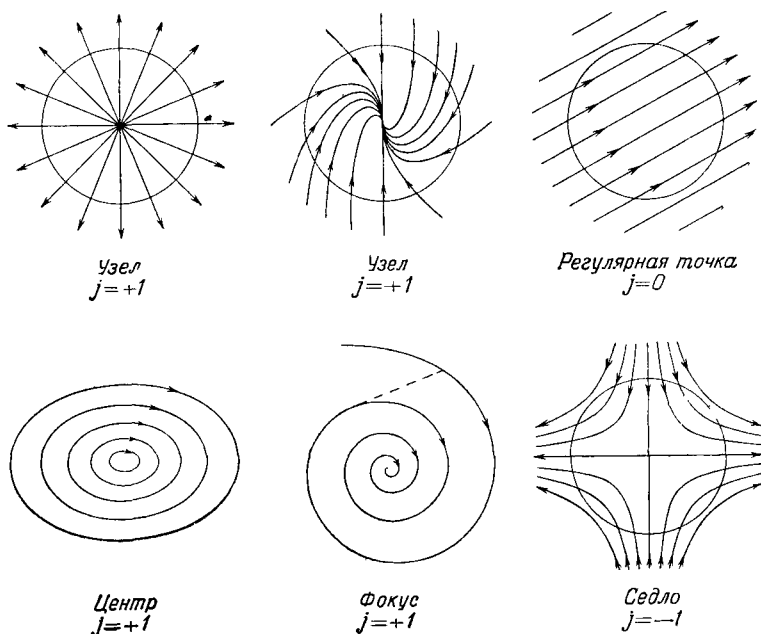 Узел
j=+1
Узел
j=+1
Регулярная точка
j=0
Центр
j=+1
Фокус
j=+1
Седло
j=−1